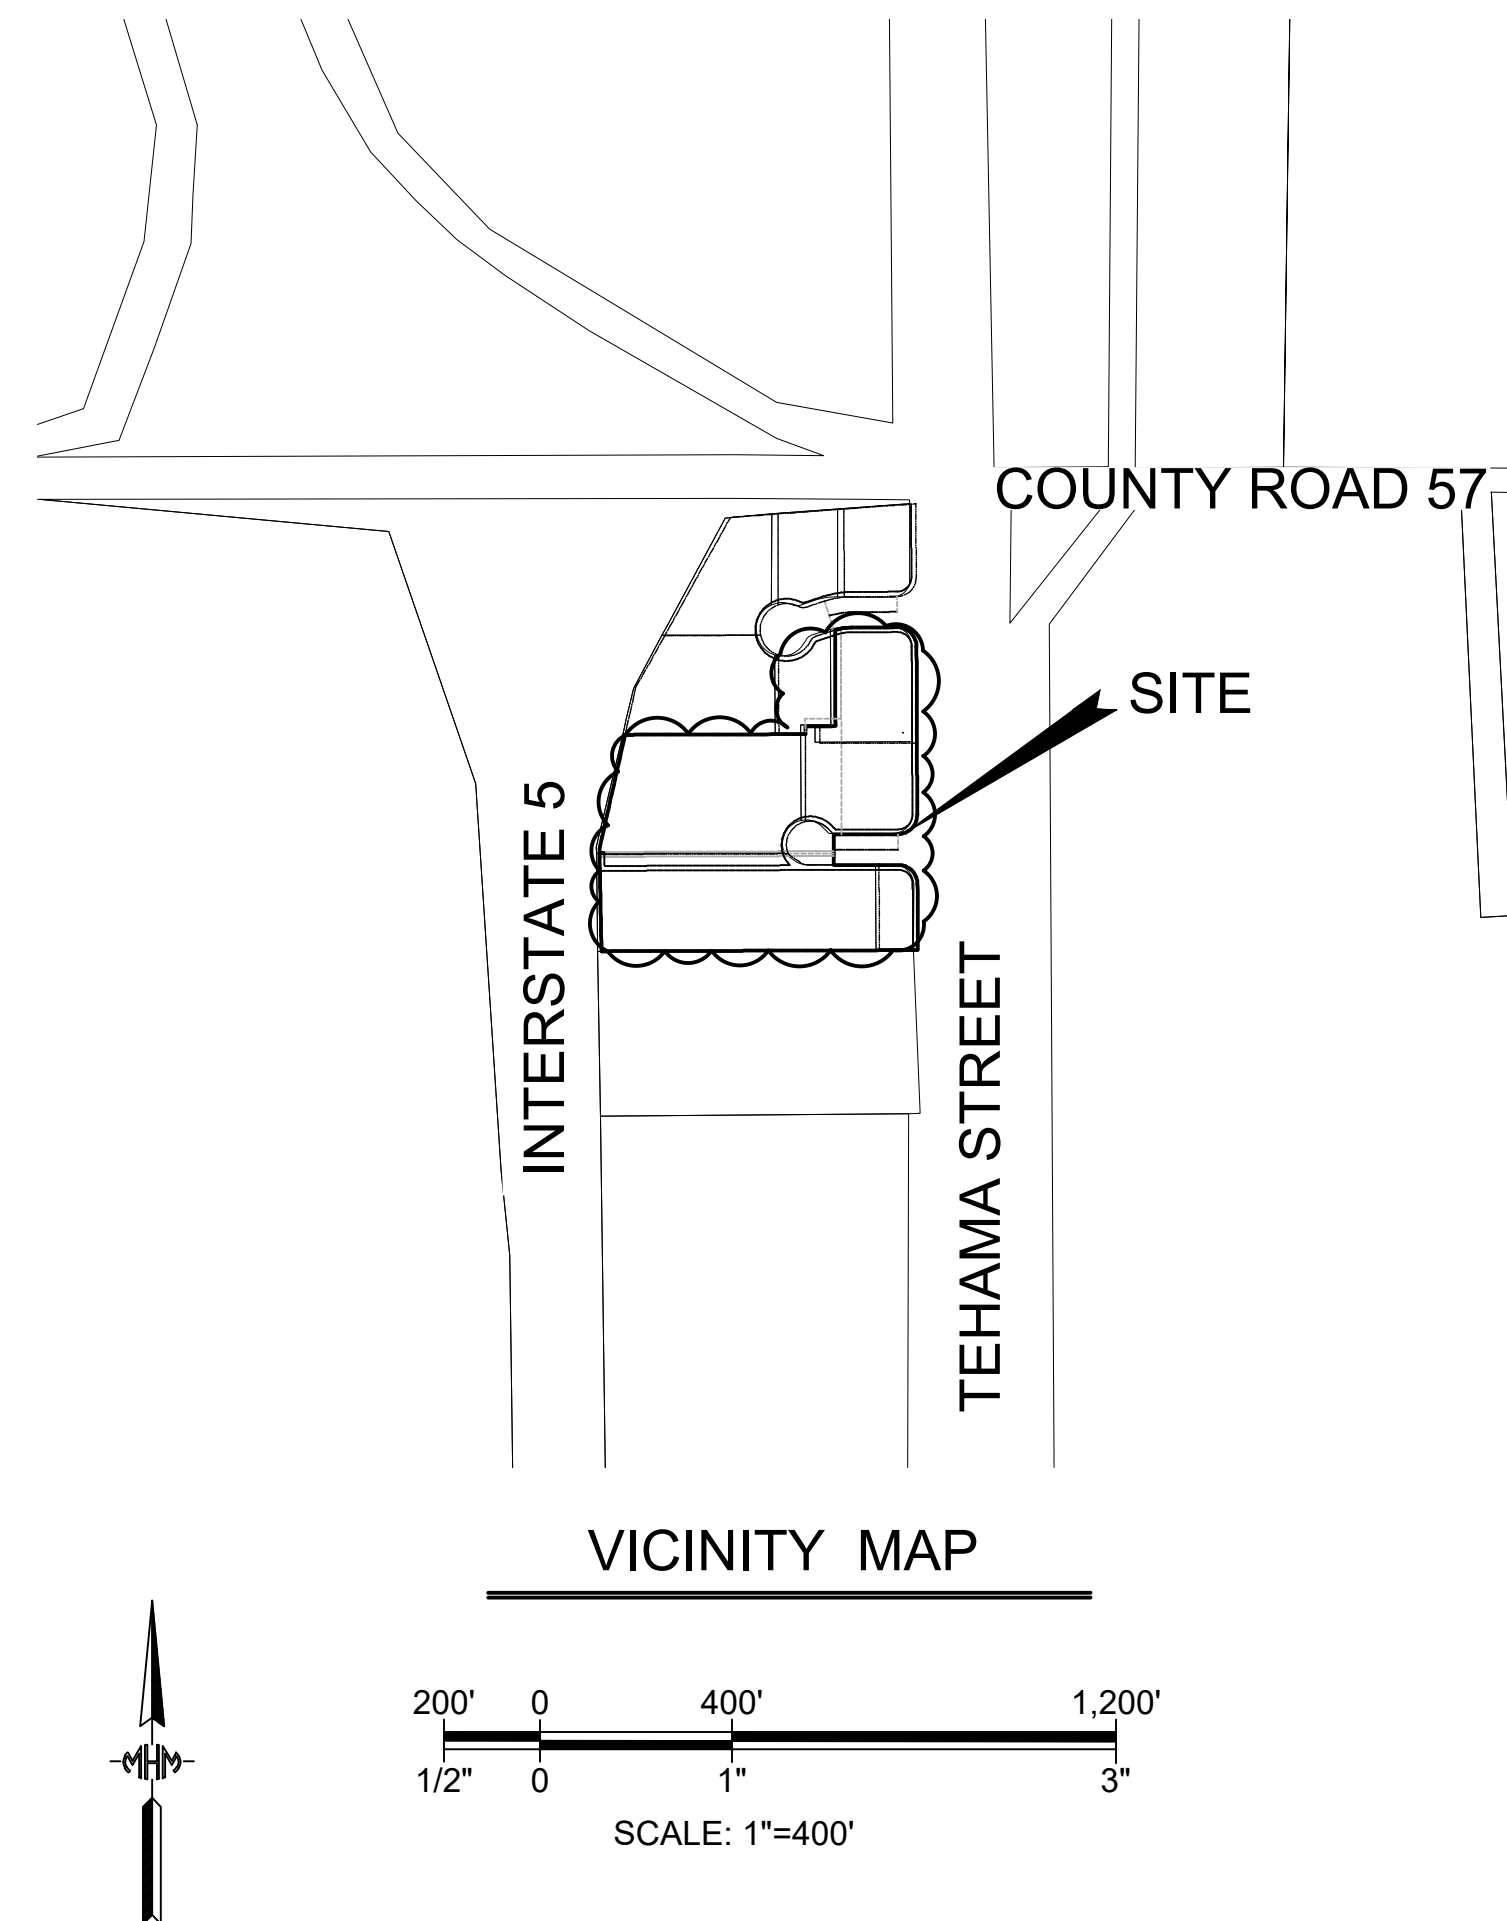 COUNTY ROAD 57
SITE
INTERSTATE 5
TEHAMA STREET
VICINITY MAP
200' 0 400' 1,200'
1/2" 0 1" 3"
MHM
SCALE: 1"=400'